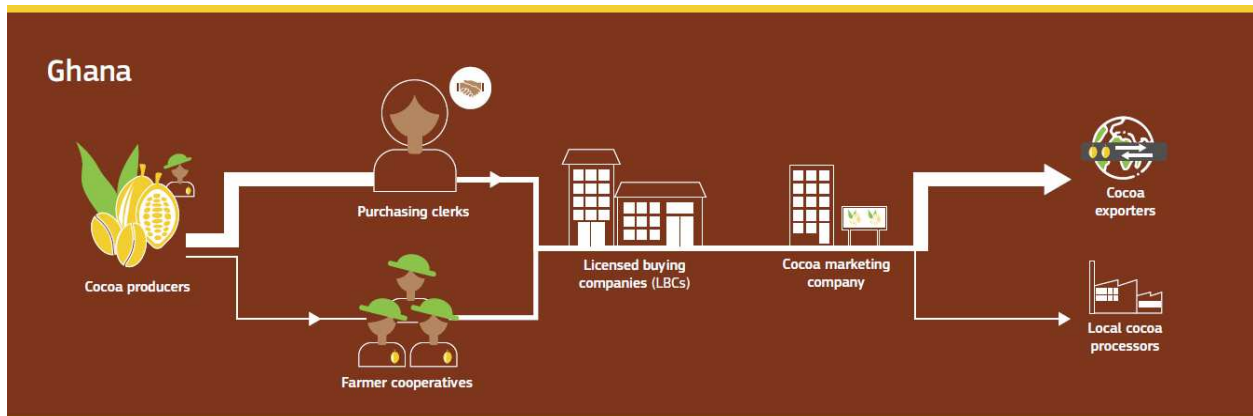 Ghana
Cocoa producers
Purchasing clerks
Farmer cooperatives
Licensed buying
companies (LBCs)
Cocoa marketing
company
Cocoa
exporters
Local cocoa
processors